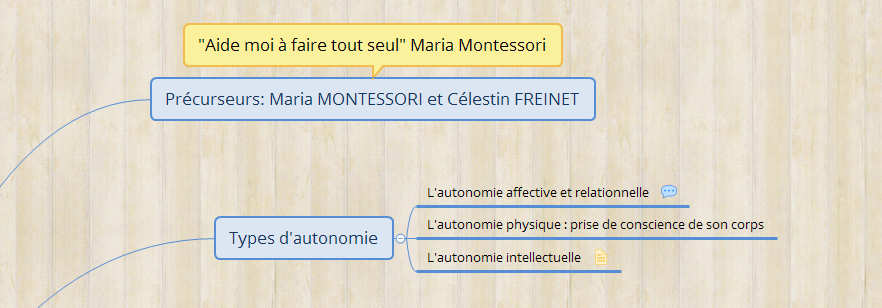 "Aide moi à faire tout seul" Maria Montessori
Précurseurs: Maria MONTESSORI et Célestin FREINET
Types d'autonomie
L'autonomie affective et relationnelle
L'autonomie physique : prise de conscience de son corps
L'autonomie intellectuelle